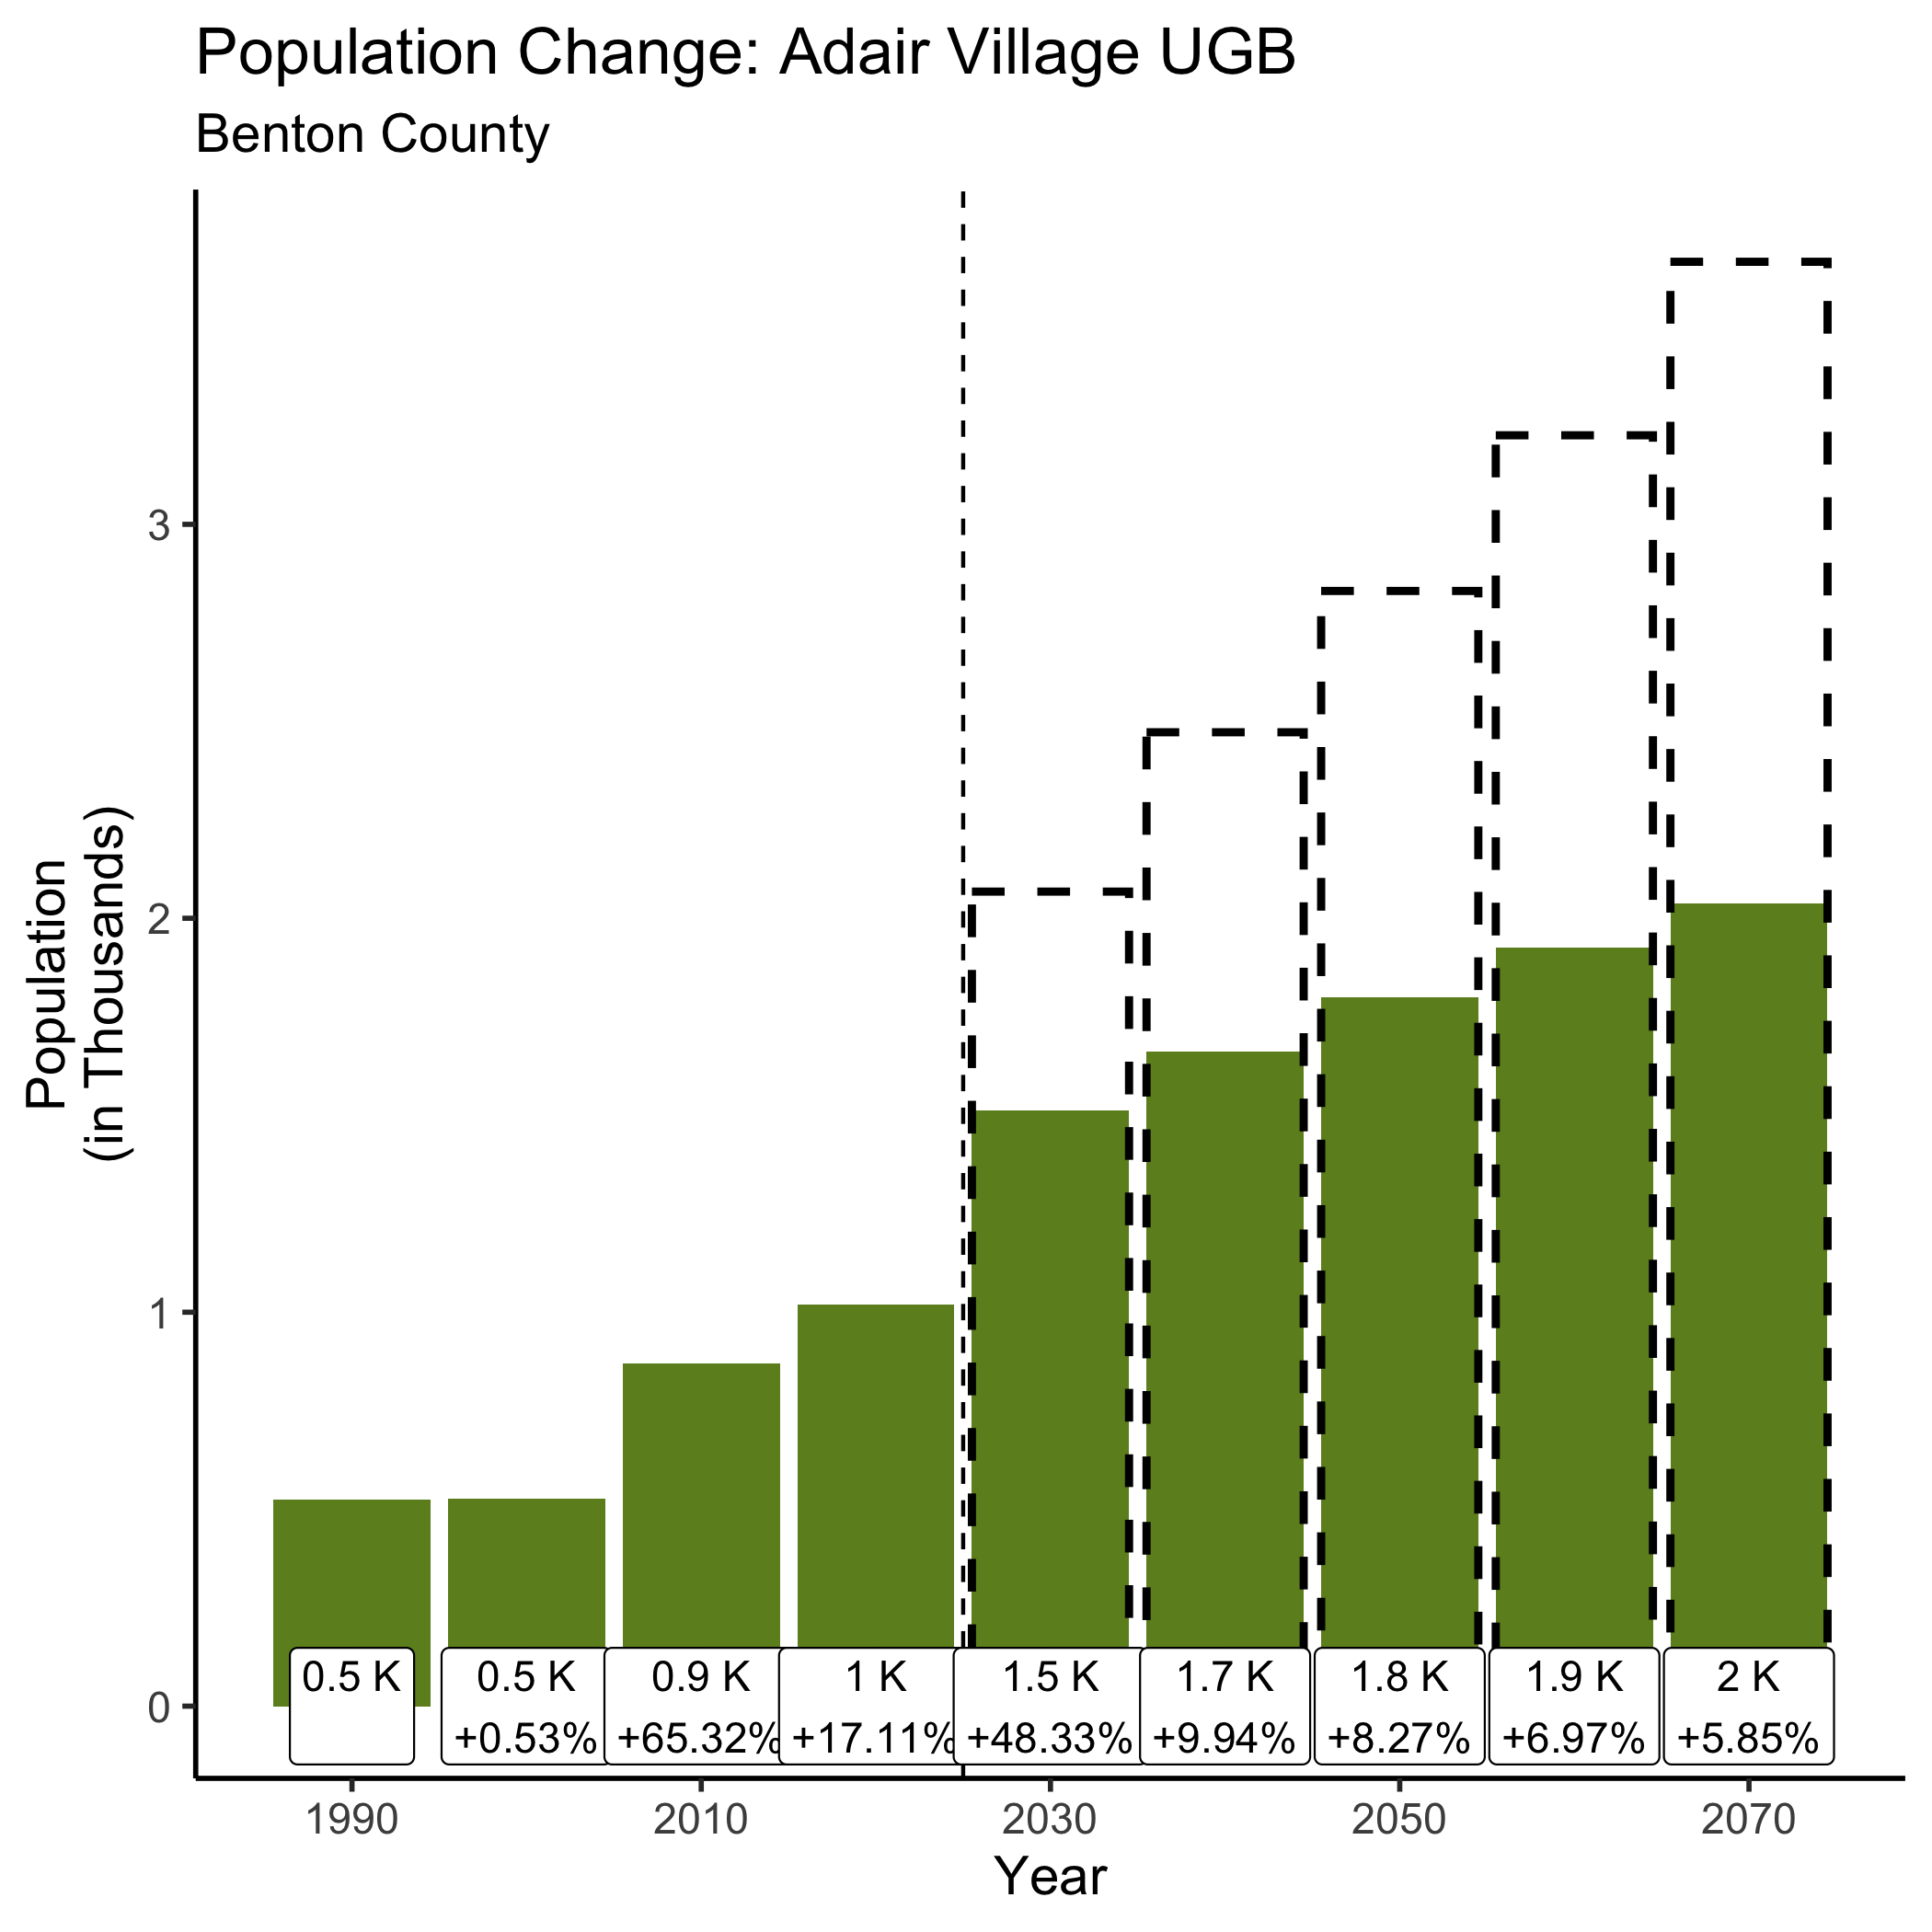 Population Change: Adair Village UGB
Benton County
Population
(in Thousands)
3
2
1
0
0.5 K
0.5 K
+0.53%
0.9 K
+65.32%
1 K
+17.11%
1.5 K
+48.33%
1.7 K
+9.94%
1.8 K
+8.27%
1.9 K
+6.97%
2 K
+5.85%
1990
2010
2030
2050
2070
Year